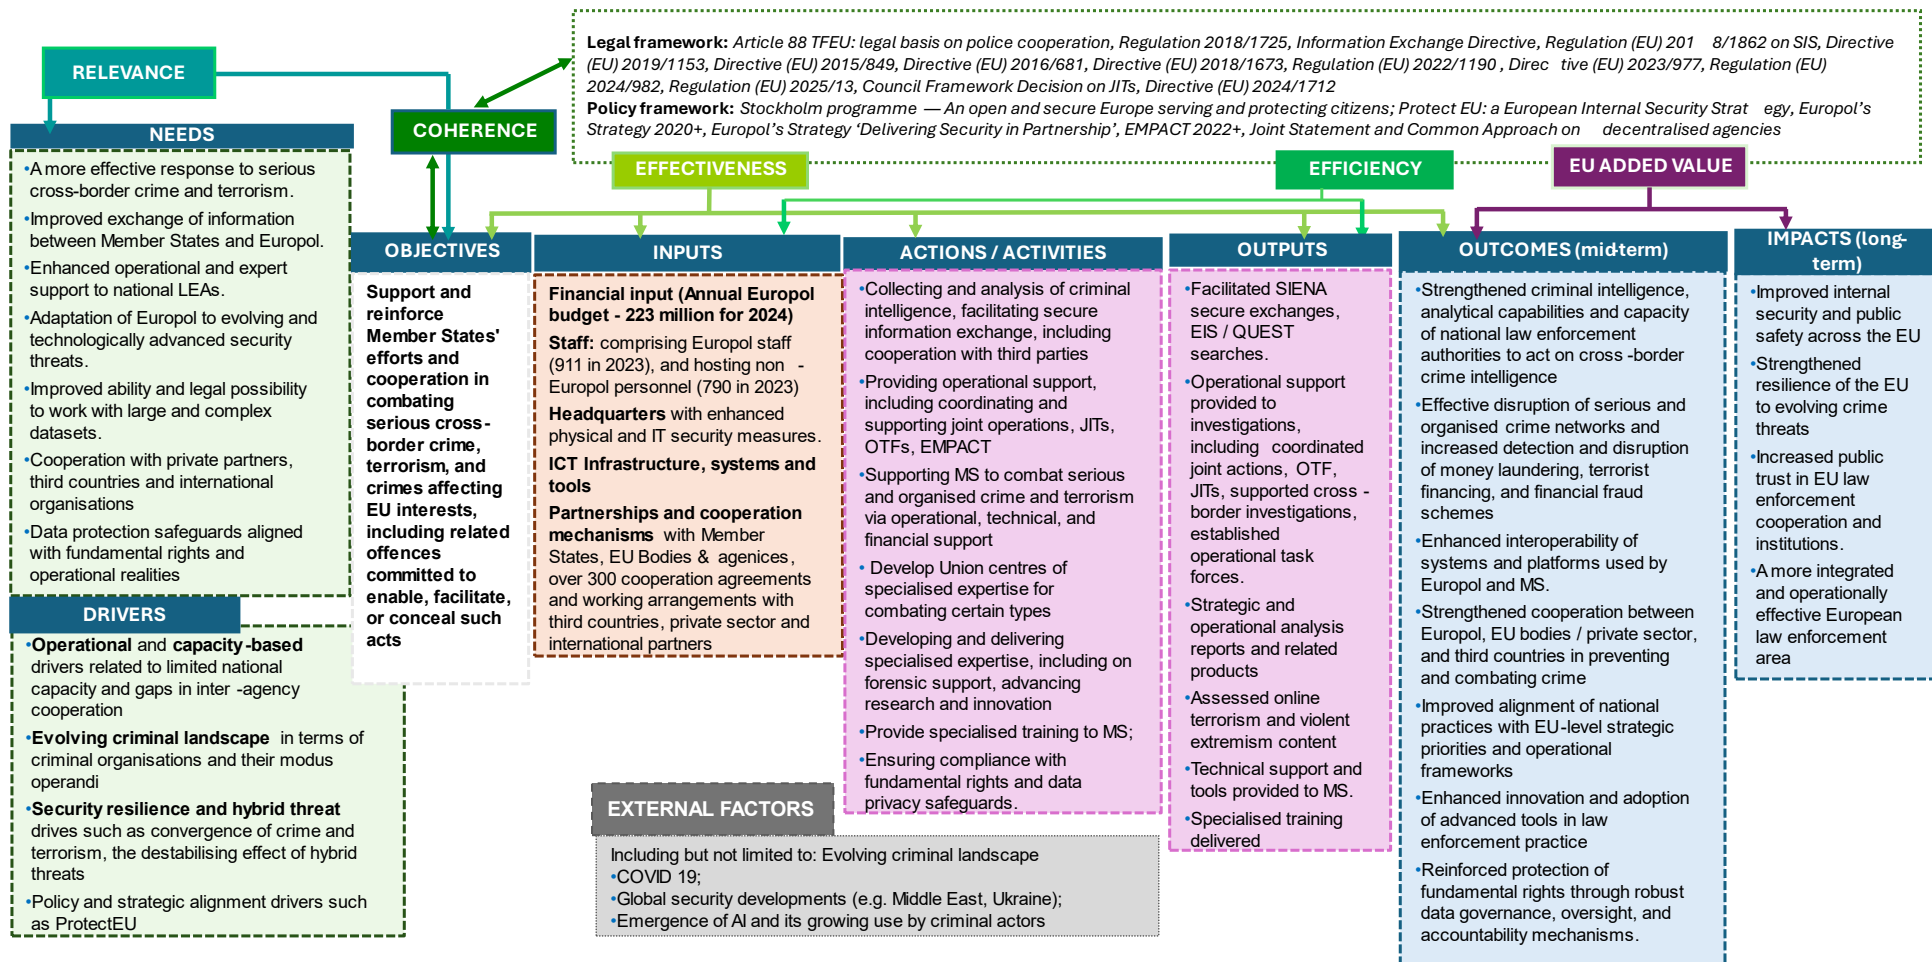 Legal framework: Article 88 TFEU: legal basis on police cooperation, Regulation 2018/1725, Information Exchange Directive, Regulation (EU) 201 8/1862 on SIS, Directive
(EU) 2019/1153, Directive (EU) 2015/849, Directive (EU) 2016/681, Directive (EU) 2018/1673, Regulation (EU) 2022/1190 , Direc tive (EU) 2023/977, Regulation (EU)
2024/982, Regulation (EU) 2025/13, Council Framework Decision on JITs, Directive (EU) 2024/1712
Policy framework: Stockholm programme — An open and secure Europe serving and protecting citizens; Protect EU: a European Internal Security Strat egy, Europol's
Strategy 2020+, Europol's Strategy 'Delivering Security in Partnership', EMPACT 2022+, Joint Statement and Common Approach on decentralised agencies
RELEVANCE
COHERENCE
EFFECTIVENESS
EFFICIENCY
EU ADDED VALUE
NEEDS
•A more effective response to serious
cross-border crime and terrorism.
•Improved exchange of information
between Member States and Europol.
•Enhanced operational and expert
support to national LEAs.
•Adaptation of Europol to evolving and
technologically advanced security
threats.
•Improved ability and legal possibility
to work with large and complex
datasets.
•Cooperation with private partners,
third countries and international
organisations
•Data protection safeguards aligned
with fundamental rights and
operational realities
DRIVERS
•Operational and capacity-based
drivers related to limited national
capacity and gaps in inter -agency
cooperation
•Evolving criminal landscape in terms of
criminal organisations and their modus
operandi
•Security resilience and hybrid threat
drives such as convergence of crime and
terrorism, the destabilising effect of hybrid
threats
•Policy and strategic alignment drivers such
as ProtectEU
OBJECTIVES
Support and
reinforce
Member States'
efforts and
cooperation in
combating
serious cross-
border crime,
terrorism, and
crimes affecting
EU interests,
including related
offences
committed to
enable, facilitate,
or conceal such
acts
INPUTS
Financial input (Annual Europol
budget - 223 million for 2024)
Staff: comprising Europol staff
(911 in 2023), and hosting non -
Europol personnel (790 in 2023)
Headquarters with enhanced
physical and IT security measures.
ICT Infrastructure, systems and
tools
Partnerships and cooperation
mechanisms with Member
States, EU Bodies & agenices,
over 300 cooperation agreements
and working arrangements with
third countries, private sector and
international partners
ACTIONS / ACTIVITIES
•Collecting and analysis of criminal
intelligence, facilitating secure
information exchange, including
cooperation with third parties
•Providing operational support,
including coordinating and
supporting joint operations, JITs,
OTFs, EMPACT
•Supporting MS to combat serious
and organised crime and terrorism
via operational, technical, and
financial support
• Develop Union centres of
specialised expertise for
combating certain types
•Developing and delivering
specialised expertise, including on
forensic support, advancing
research and innovation
•Provide specialised training to MS;
•Ensuring compliance with
fundamental rights and data
privacy safeguards.
OUTPUTS
•Facilitated SIENA
secure exchanges,
EIS / QUEST
searches.
•Operational support
provided to
investigations,
including coordinated
joint actions, OTF,
JITs, supported cross -
border investigations,
established
operational task
forces.
•Strategic and
operational analysis
reports and related
products
•Assessed online
terrorism and violent
extremism content
•Technical support and
tools provided to MS.
•Specialised training
delivered
OUTCOMES (mid-term)
•Strengthened criminal intelligence,
analytical capabilities and capacity
of national law enforcement
authorities to act on cross -border
crime intelligence
•Effective disruption of serious and
organised crime networks and
increased detection and disruption
of money laundering, terrorist
financing, and financial fraud
schemes
•Enhanced interoperability of
systems and platforms used by
Europol and MS.
•Strengthened cooperation between
Europol, EU bodies / private sector,
and third countries in preventing
and combating crime
•Improved alignment of national
practices with EU-level strategic
priorities and operational
frameworks
•Enhanced innovation and adoption
of advanced tools in law
enforcement practice
•Reinforced protection of
fundamental rights through robust
data governance, oversight, and
accountability mechanisms.
IMPACTS (long-
term)
•Improved internal
security and public
safety across the EU
•Strengthened
resilience of the EU
to evolving crime
threats
•Increased public
trust in EU law
enforcement
cooperation and
institutions.
•A more integrated
and operationally
effective European
law enforcement
area
EXTERNAL FACTORS
Including but not limited to: Evolving criminal landscape
•COVID 19;
•Global security developments (e.g. Middle East, Ukraine);
•Emergence of AI and its growing use by criminal actors